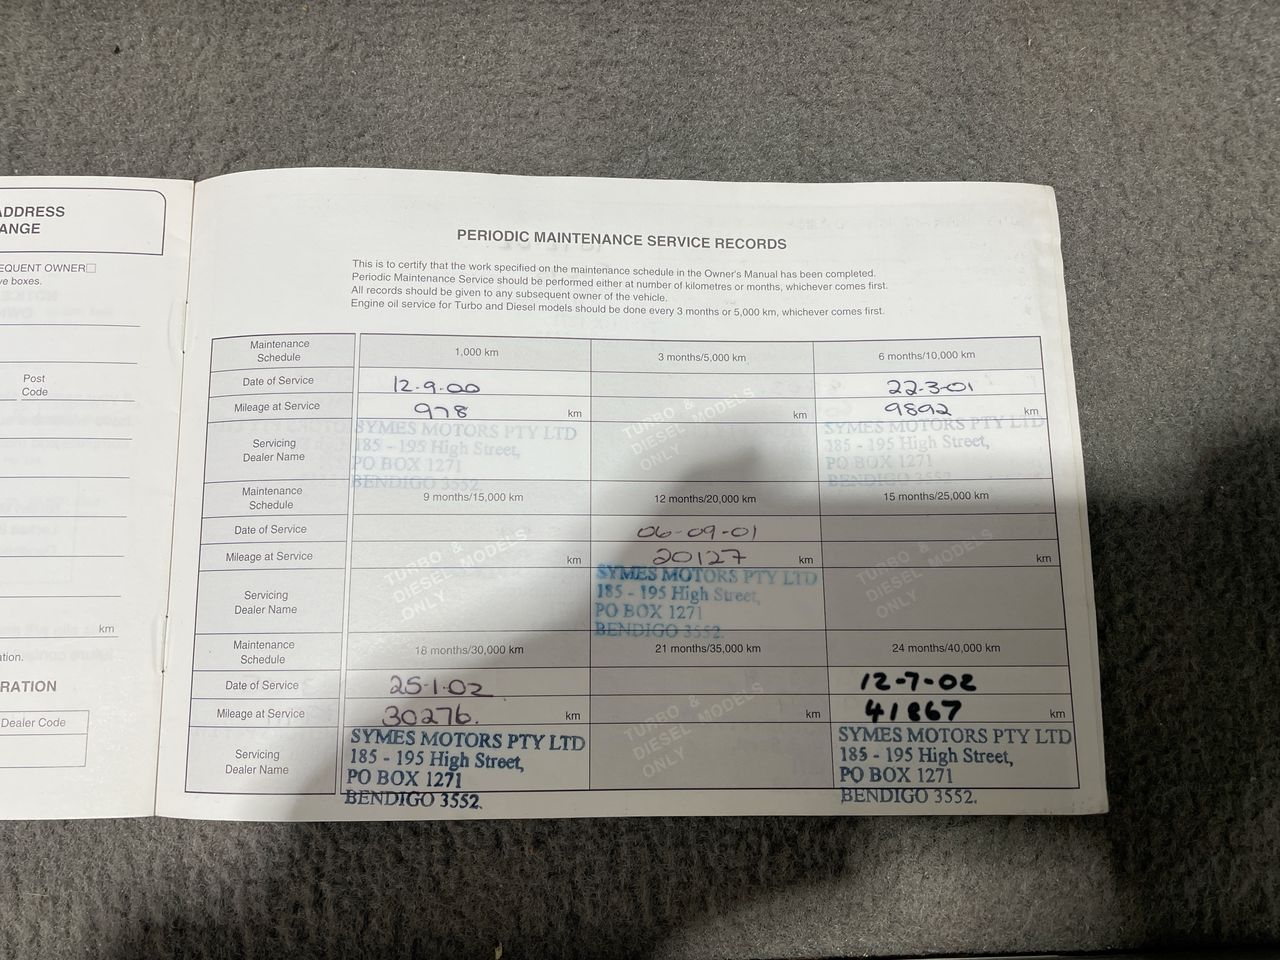 ADDRESS
ANGE
EQUENT OWNER
ve boxes.
Post
Code
km
ation.
RATION
Dealer Code
PERIODIC MAINTENANCE SERVICE RECORDS
This is to certify that the work specified on the maintenance schedule in the Owner's Manual has been completed.
Periodic Maintenance Service should be performed either at number of kilometres or months, whichever comes first.
All records should be given to any subsequent owner of the vehicle.
Engine oil service for Turbo and Diesel models should be done every 3 months or 5,000 km, whichever comes first.
Maintenance Schedule 1,000 km 3 months/5,000 km 6 months/10,000 km
Date of Service 12-9-00 22-3-01
Mileage at Service 978 km km 9892 km
Servicing Dealer Name
SYMES MOTORS PTY LTD
185 - 195 High Street,
PO BOX 1271
BENDIGO 3552
TURBO &
DIESEL MODELS
ONLY
SYMES MOTORS PTY LTD
185 - 195 High Street,
PO BOX 1271
BENDIGO 3552
Maintenance Schedule 9 months/15,000 km 12 months/20,000 km 15 months/25,000 km
Date of Service 06-09-01
Mileage at Service km 20127 km km
Servicing Dealer Name
TURBO &
DIESEL MODELS
ONLY
SYMES MOTORS PTY LTD
185 - 195 High Street,
PO BOX 1271
BENDIGO 3552.
TURBO &
DIESEL MODELS
ONLY
Maintenance Schedule 18 months/30,000 km 21 months/35,000 km 24 months/40,000 km
Date of Service 25-1-02 12-7-02
Mileage at Service 30276. km km 41867 km
Servicing Dealer Name
SYMES MOTORS PTY LTD
185 - 195 High Street,
PO BOX 1271
BENDIGO 3552.
TURBO &
DIESEL MODELS
ONLY
SYMES MOTORS PTY LTD
185 - 195 High Street,
PO BOX 1271
BENDIGO 3552.